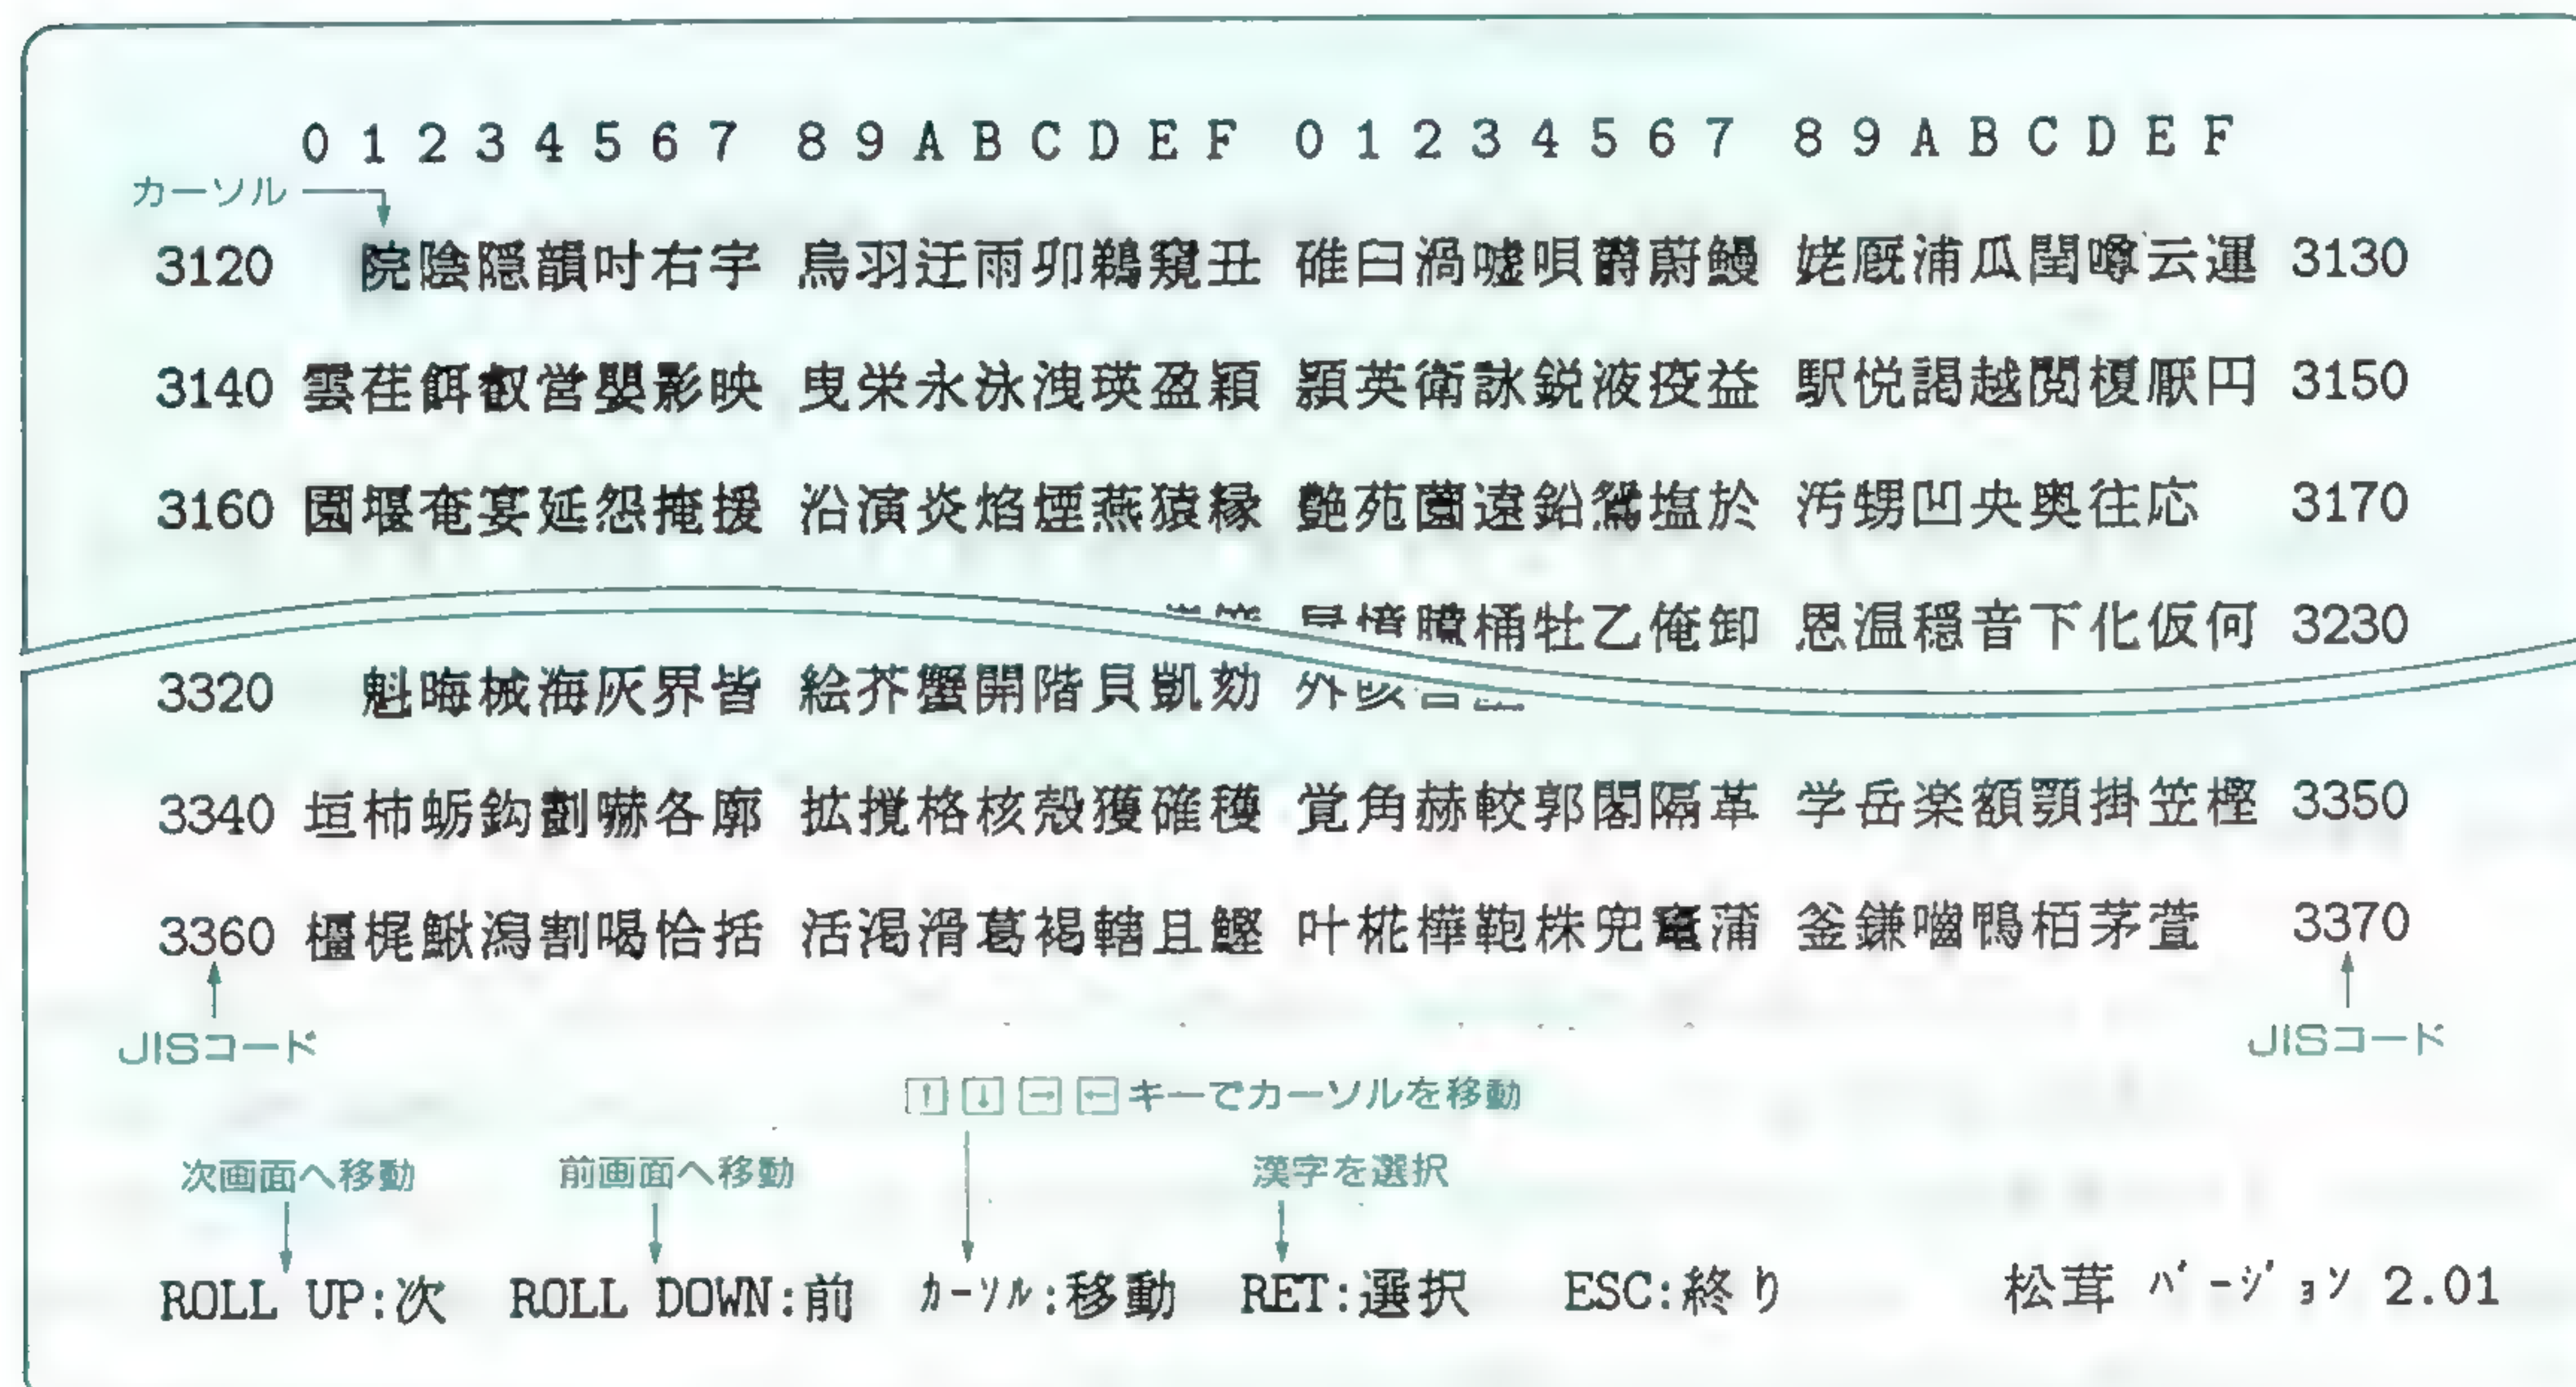 0 1 2 3 4 5 6 7 8 9 A B C D E F 0 1 2 3 4 5 6 7 8 9 A B C D E F
カーソル
3120 院陰隠韻吋右宇 烏羽迂雨卯鵜窺丑 碓臼渦嘘唄欝蔚鰻 姥厩浦瓜閏噂云運 3130
3140 雲荏餌叡営嬰影映 曳栄永泳洩瑛盈穎 頴英衛詠鋭液疫益 駅悦謁越閲榎厭円 3150
3160 園堰奄宴延怨掩援 沿演炎焔煙燕猿縁 艶苑薗遠鉛鴛塩於 汚甥凹央奥往応 3170
桶牡乙俺卸 恩温穏音下化仮何 3230
3320 魁晦械海灰界皆 絵芥蟹開階貝凱劾 外
3340 垣柿蛎鈎劃嚇各廓 拡撹格核殻獲確穫 覚角赫較郭閣隔革 学岳楽額顎掛笠樫 3350
3360 橿梶鰍潟割喝恰括 活渇滑葛褐轄且鰹 叶椛樺鞄株兜竃蒲 釜鎌噛鴨栢茅萱 3370
JISコード JISコード
↑ ↓ → ← キーでカーソルを移動
次画面へ移動 前画面へ移動 漢字を選択
ROLL UP:次 ROLL DOWN:前 ｶｰｿﾙ:移動 RET:選択 ESC:終り 松茸 ﾊﾞｰｼﾞｮﾝ 2.01